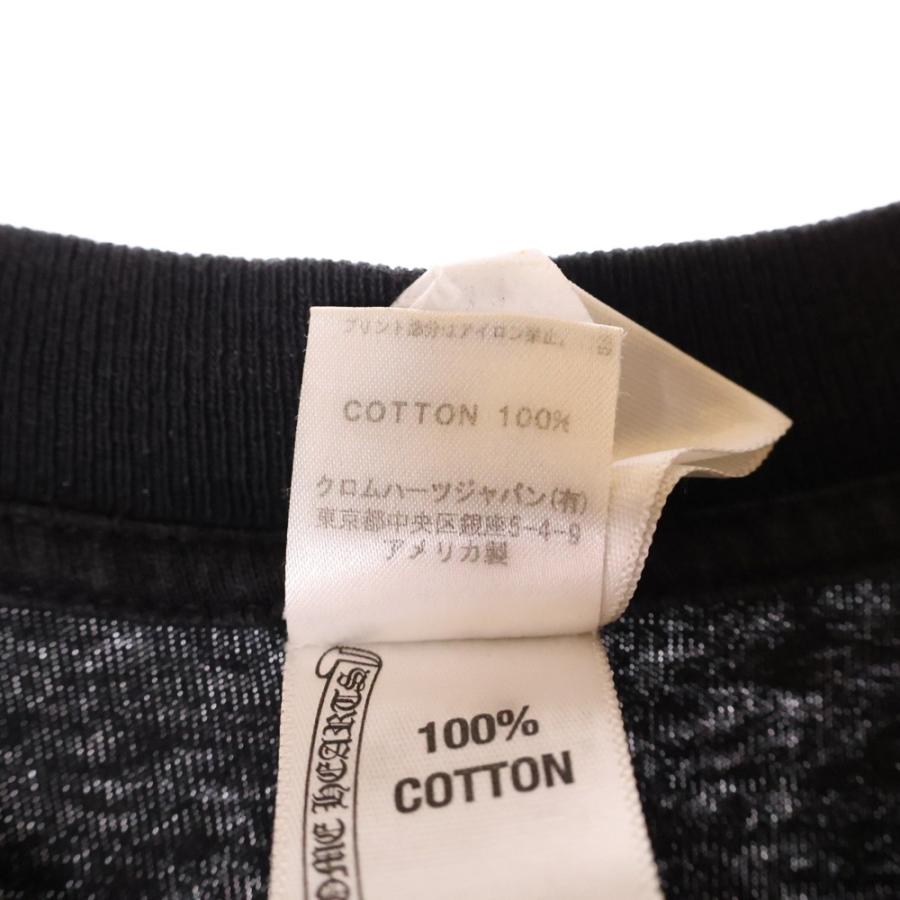 プリント部分はアイロン禁止。
COTTON 100%
クロムハーツジャパン(有)
東京都中央区銀座5-4-9
アメリカ製
100%
COTTON
OME HEARTS